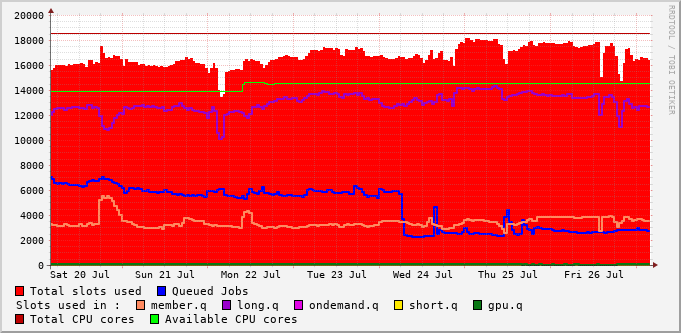 20000
18000
16000
14000
12000
10000
8000
6000
4000
2000
0
Sat 20 Jul Sun 21 Jul Mon 22 Jul Tue 23 Jul Wed 24 Jul Thu 25 Jul Fri 26 Jul
Total slots used Queued Jobs
Slots used in : member.q long.q ondemand.q short.q gpu.q
Total CPU cores Available CPU cores
RRDTOOL / TOBI OETIKER